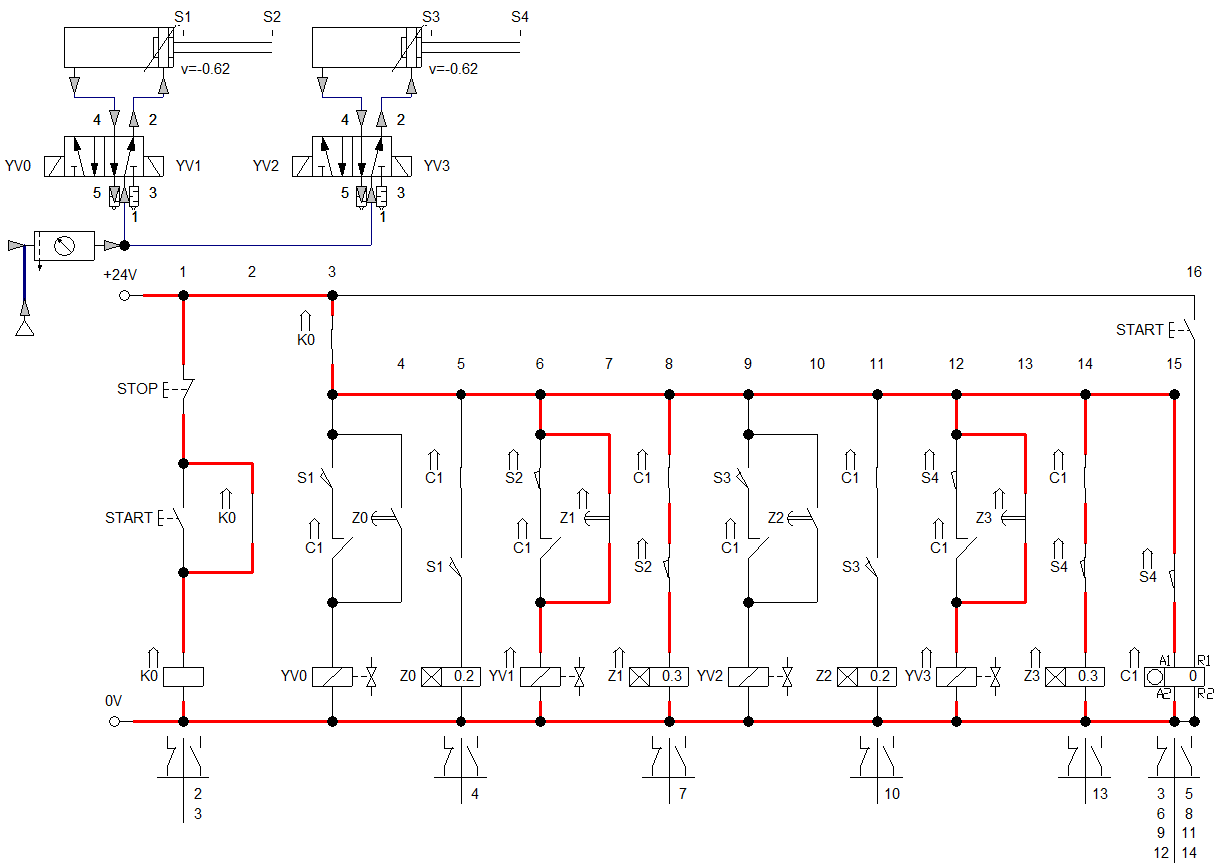 S1 S2 S3 S4
v=-0.62 v=-0.62
4 2 4 2
YV0 YV1 YV2 YV3
5 3 5 3
1 1
+24V 1 2 3 16
K0 START
4 5 6 7 8 9 10 11 12 13 14 15
STOP
S1 C1 S2 C1 S3 C1 S4 C1
START K0 Z0 Z1 Z2 Z3
C1 C1 C1 C1
S1 S2 S3 S4 S4
A1 R1
K0 YV0 Z0 0.2 YV1 Z1 0.3 YV2 Z2 0.2 YV3 Z3 0.3 C1 0
A2 R2
0V
2 4 7 10 13 3 5
3 6 8
9 11
12 14